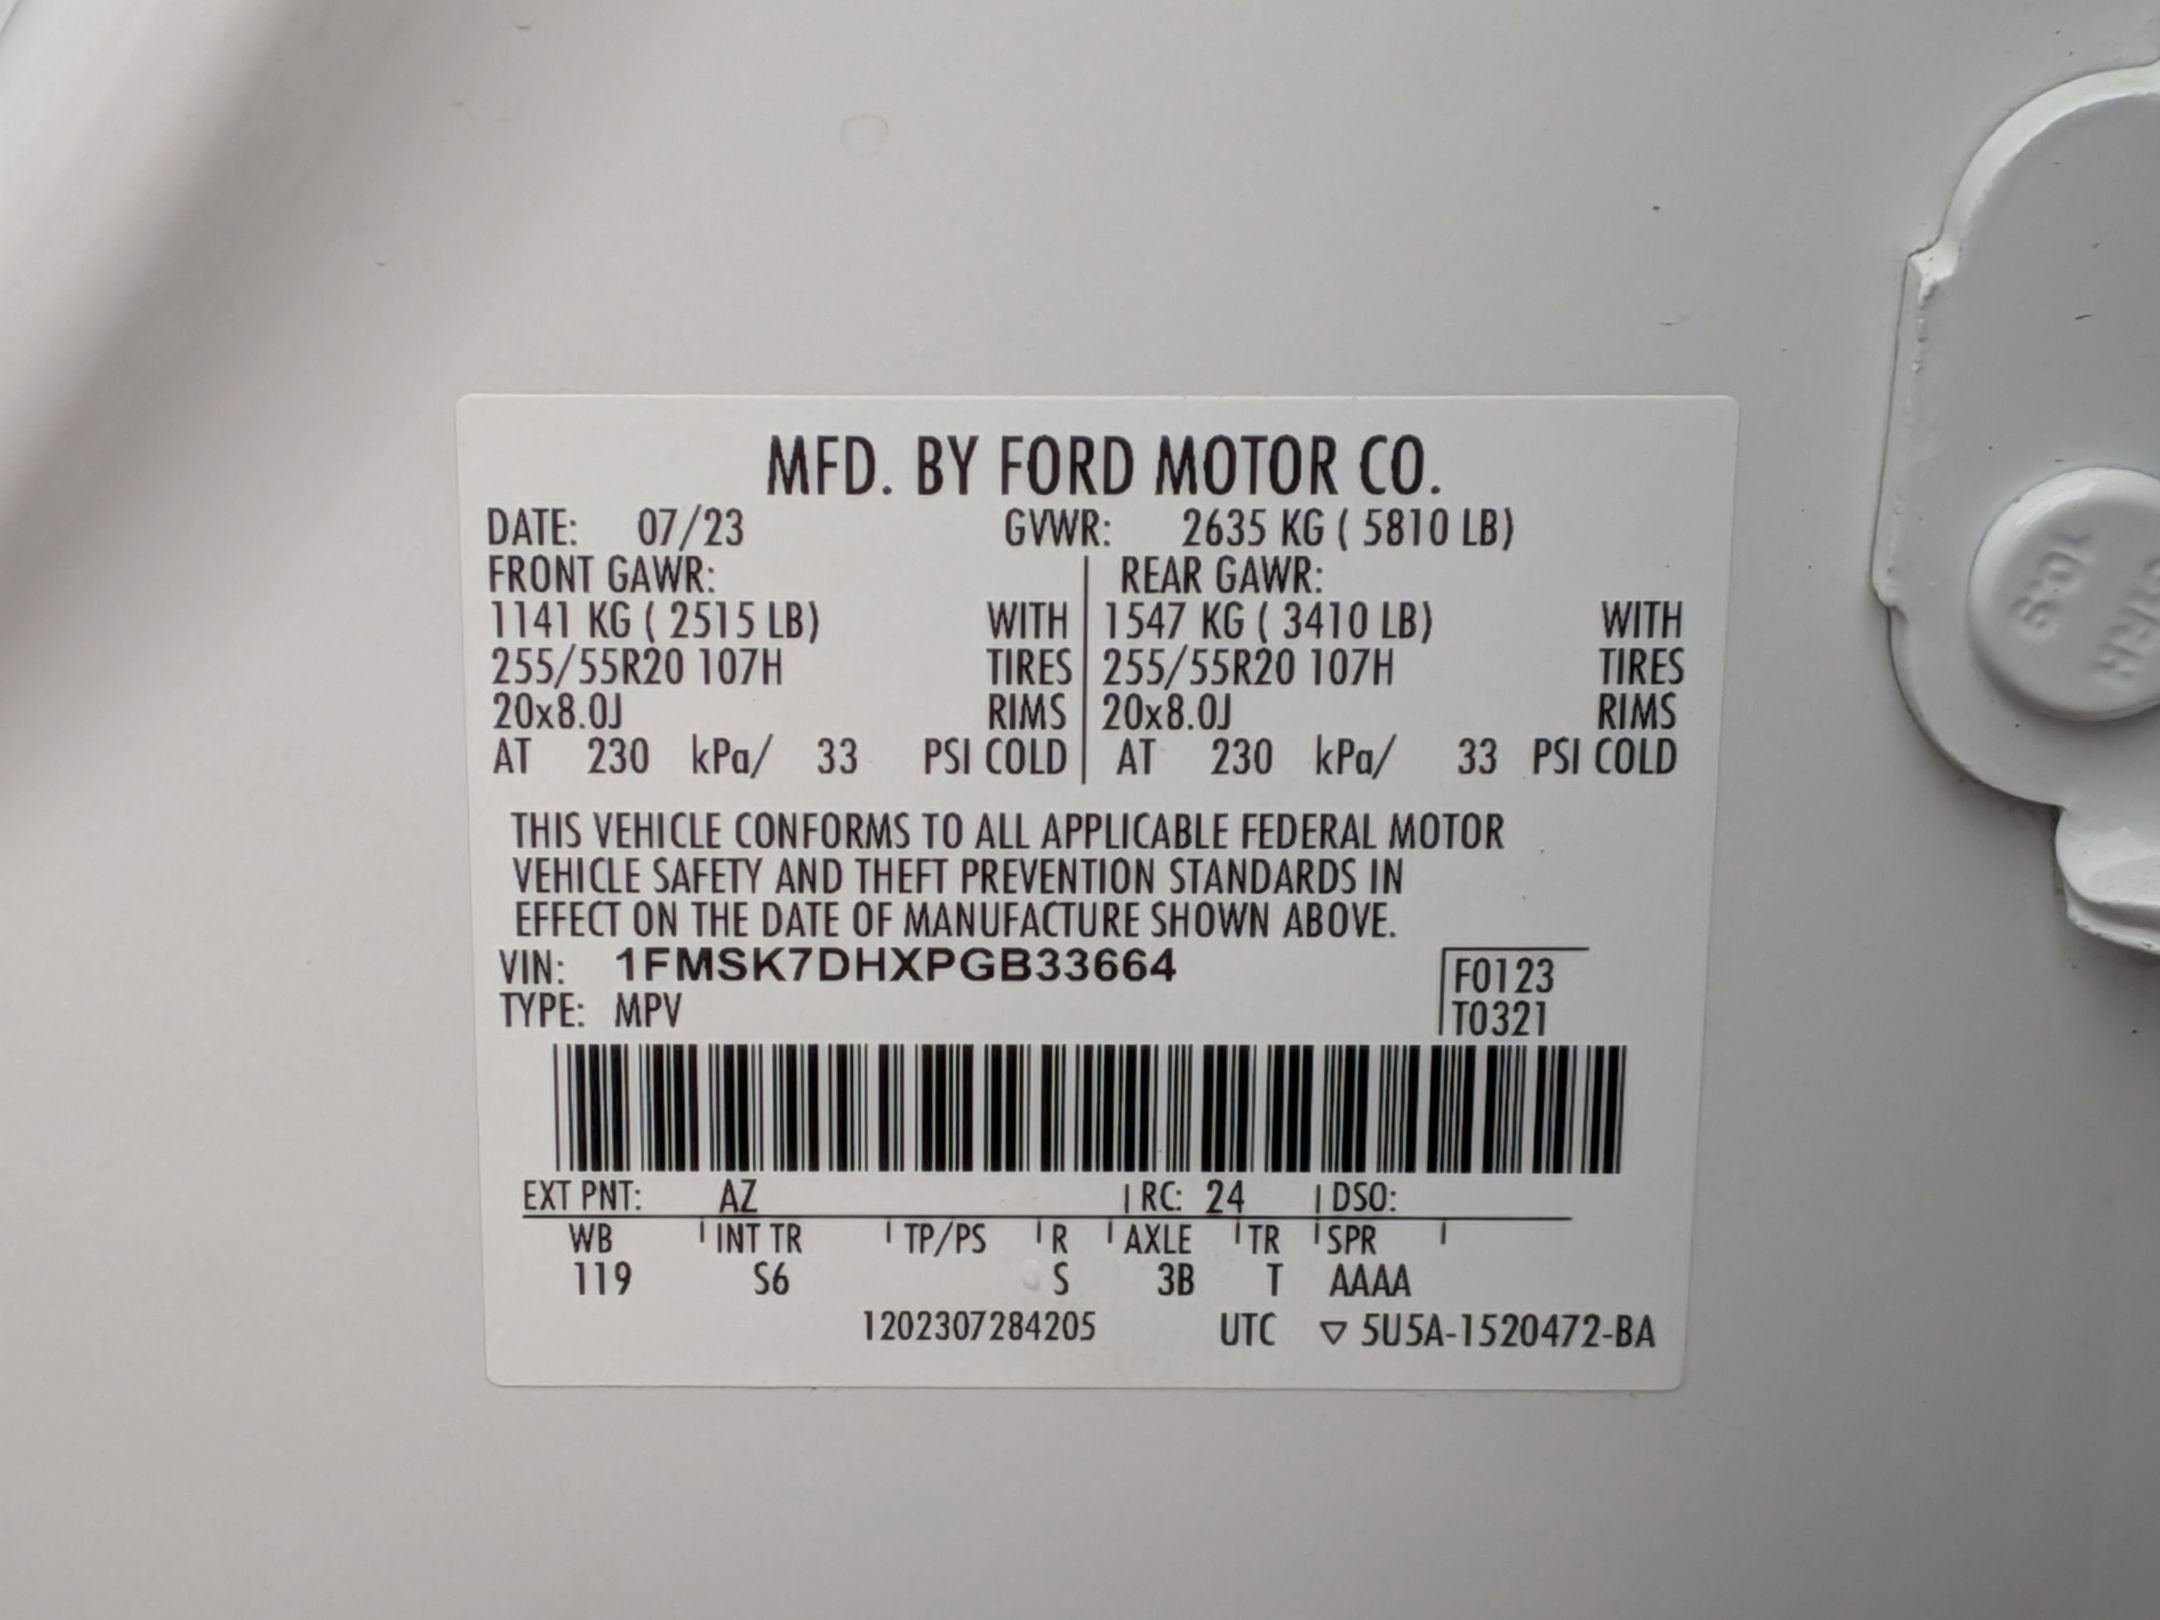 MFD. BY FORD MOTOR CO.
DATE: 07/23 GVWR: 2635 KG ( 5810 LB)
FRONT GAWR: REAR GAWR:
1141 KG ( 2515 LB) WITH 1547 KG ( 3410 LB) WITH
255/55R20 107H TIRES 255/55R20 107H TIRES
20x8.0J RIMS 20x8.0J RIMS
AT 230 kPa/ 33 PSI COLD AT 230 kPa/ 33 PSI COLD
THIS VEHICLE CONFORMS TO ALL APPLICABLE FEDERAL MOTOR
VEHICLE SAFETY AND THEFT PREVENTION STANDARDS IN
EFFECT ON THE DATE OF MANUFACTURE SHOWN ABOVE.
VIN: 1FMSK7DHXPGB33664 F0123
TYPE: MPV T0321
EXT PNT: AZ RC: 24 DSO:
WB INT TR TP/PS R AXLE TR SPR
119 S6 S 3B T AAAA
1202307284205 UTC ▽ 5U5A-1520472-BA
10.9